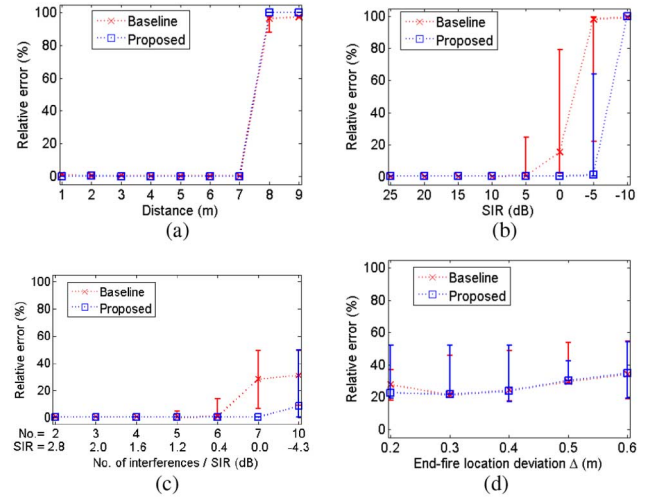 Relative error (%)
100
80
60
40
20
0
Baseline
Proposed
1 2 3 4 5 6 7 8 9
Distance (m)
(a)
Relative error (%)
100
80
60
40
20
0
Baseline
Proposed
25 20 15 10 5 0 -5 -10
SIR (dB)
(b)
Relative error (%)
100
80
60
40
20
0
Baseline
Proposed
No.= 2 3 4 5 6 7 10
SIR = 2.8 2.0 1.6 1.2 0.4 0.0 -4.3
No. of interferences / SIR (dB)
(c)
Relative error (%)
100
80
60
40
20
0
Baseline
Proposed
0.2 0.3 0.4 0.5 0.6
End-fire location deviation Δ (m)
(d)